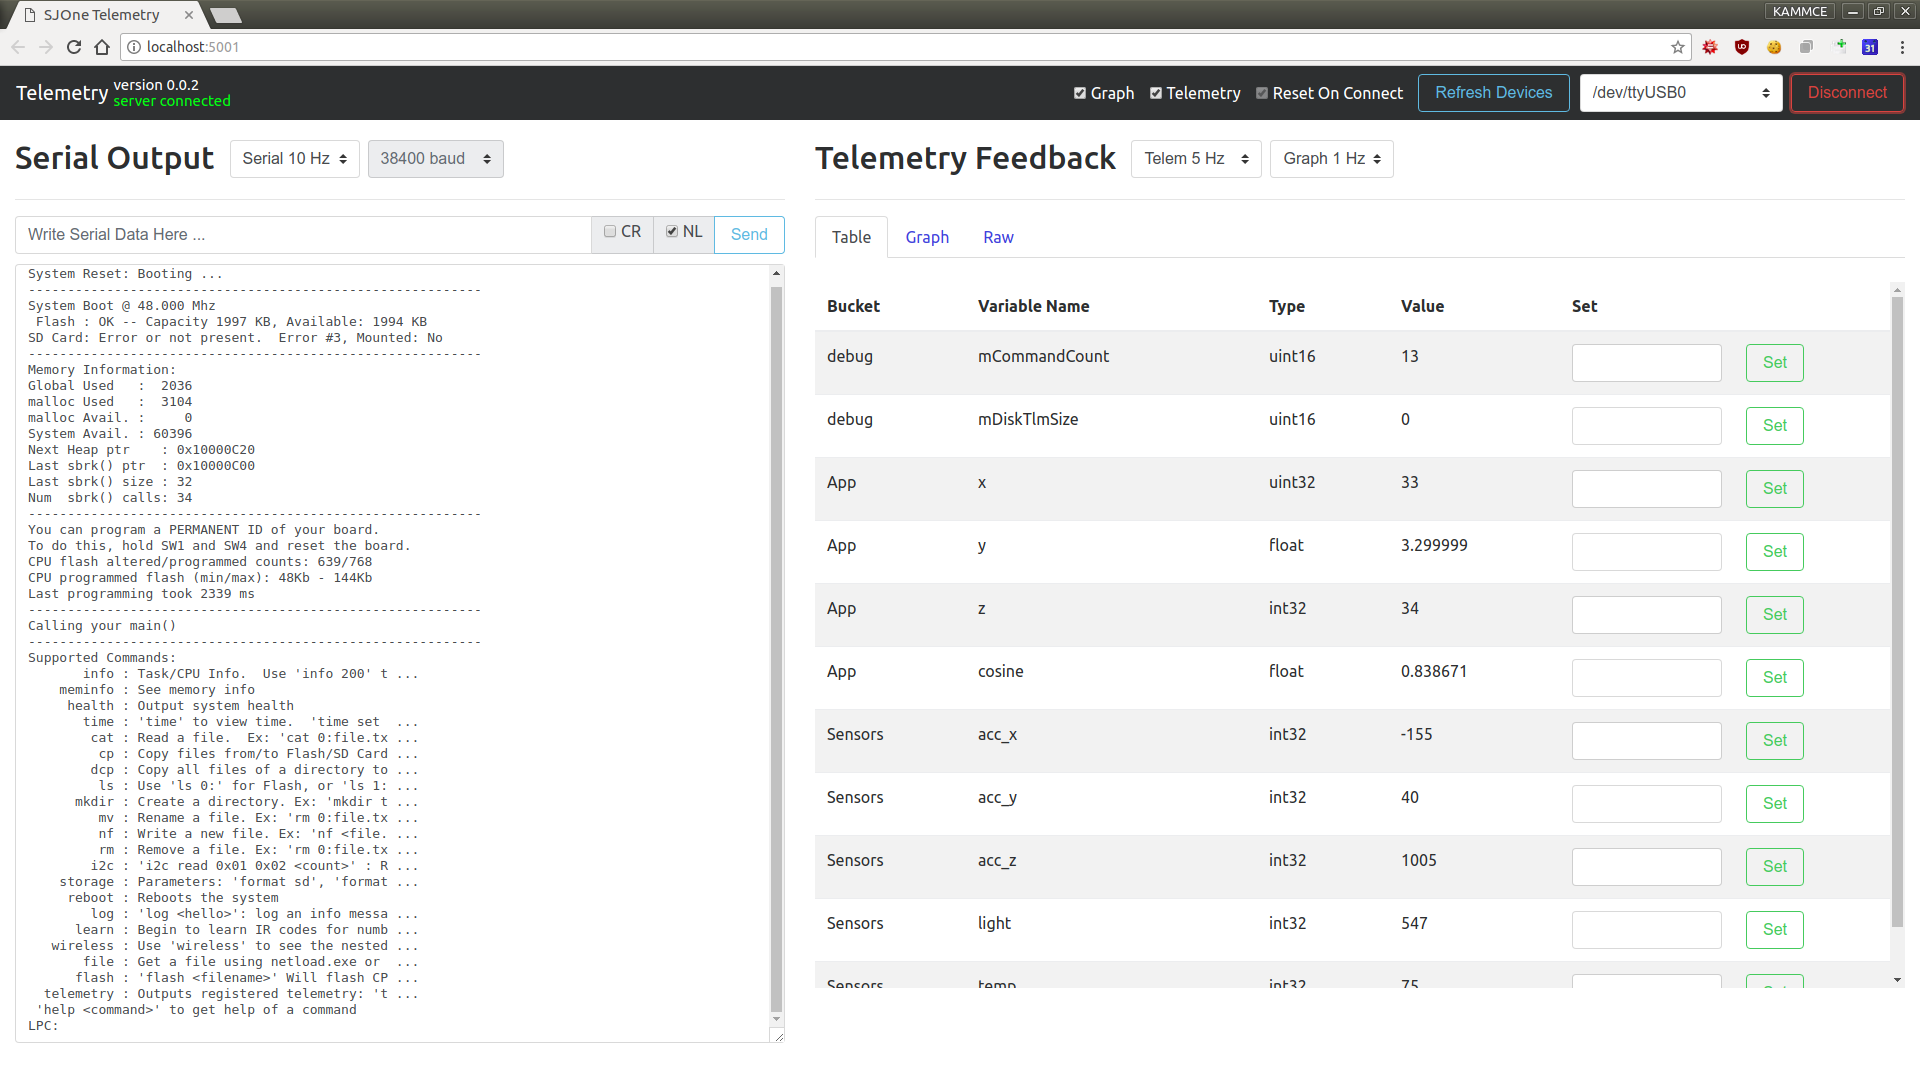 SJOne Telemetry
KAMMCE
localhost:5001
31
Telemetry version 0.0.2
server connected
Graph Telemetry Reset On Connect Refresh Devices /dev/ttyUSB0 Disconnect
Serial Output Serial 10 Hz 38400 baud
Write Serial Data Here ... CR NL Send
System Reset: Booting ...
----------------------------------------------------------
System Boot @ 48.000 Mhz
 Flash : OK -- Capacity 1997 KB, Available: 1994 KB
SD Card: Error or not present.  Error #3, Mounted: No
----------------------------------------------------------
Memory Information:
Global Used   :  2036
malloc Used   :  3104
malloc Avail. :     0
System Avail. : 60396
Next Heap ptr    : 0x10000C20
Last sbrk() ptr  : 0x10000C00
Last sbrk() size : 32
Num  sbrk() calls: 34
----------------------------------------------------------
You can program a PERMANENT ID of your board.
To do this, hold SW1 and SW4 and reset the board.
CPU flash altered/programmed counts: 639/768
CPU programmed flash (min/max): 48Kb - 144Kb
Last programming took 2339 ms
----------------------------------------------------------
Calling your main()
----------------------------------------------------------
Supported Commands:
info : Task/CPU Info.  Use 'info 200' t ...
meminfo : See memory info
health : Output system health
time : 'time' to view time.  'time set  ...
cat : Read a file.  Ex: 'cat 0:file.tx ...
cp : Copy files from/to Flash/SD Card ...
dcp : Copy all files of a directory to ...
ls : Use 'ls 0:' for Flash, or 'ls 1: ...
mkdir : Create a directory. Ex: 'mkdir t ...
mv : Rename a file. Ex: 'rm 0:file.tx ...
nf : Write a new file. Ex: 'nf <file. ...
rm : Remove a file. Ex: 'rm 0:file.tx ...
i2c : 'i2c read 0x01 0x02 <count>' : R ...
storage : Parameters: 'format sd', 'format ...
reboot : Reboots the system
log : 'log <hello>': log an info messa ...
learn : Begin to learn IR codes for numb ...
wireless : Use 'wireless' to see the nested ...
file : Get a file using netload.exe or  ...
flash : 'flash <filename>' Will flash CP ...
telemetry : Outputs registered telemetry: 't ...
'help <command>' to get help of a command
LPC:
Telemetry Feedback Telem 5 Hz Graph 1 Hz
Table Graph Raw
Bucket Variable Name Type Value Set
debug mCommandCount uint16 13 Set
debug mDiskTlmSize uint16 0 Set
App x uint32 33 Set
App y float 3.299999 Set
App z int32 34 Set
App cosine float 0.838671 Set
Sensors acc_x int32 -155 Set
Sensors acc_y int32 40 Set
Sensors acc_z int32 1005 Set
Sensors light int32 547 Set
Sensors temp int32 75 Set